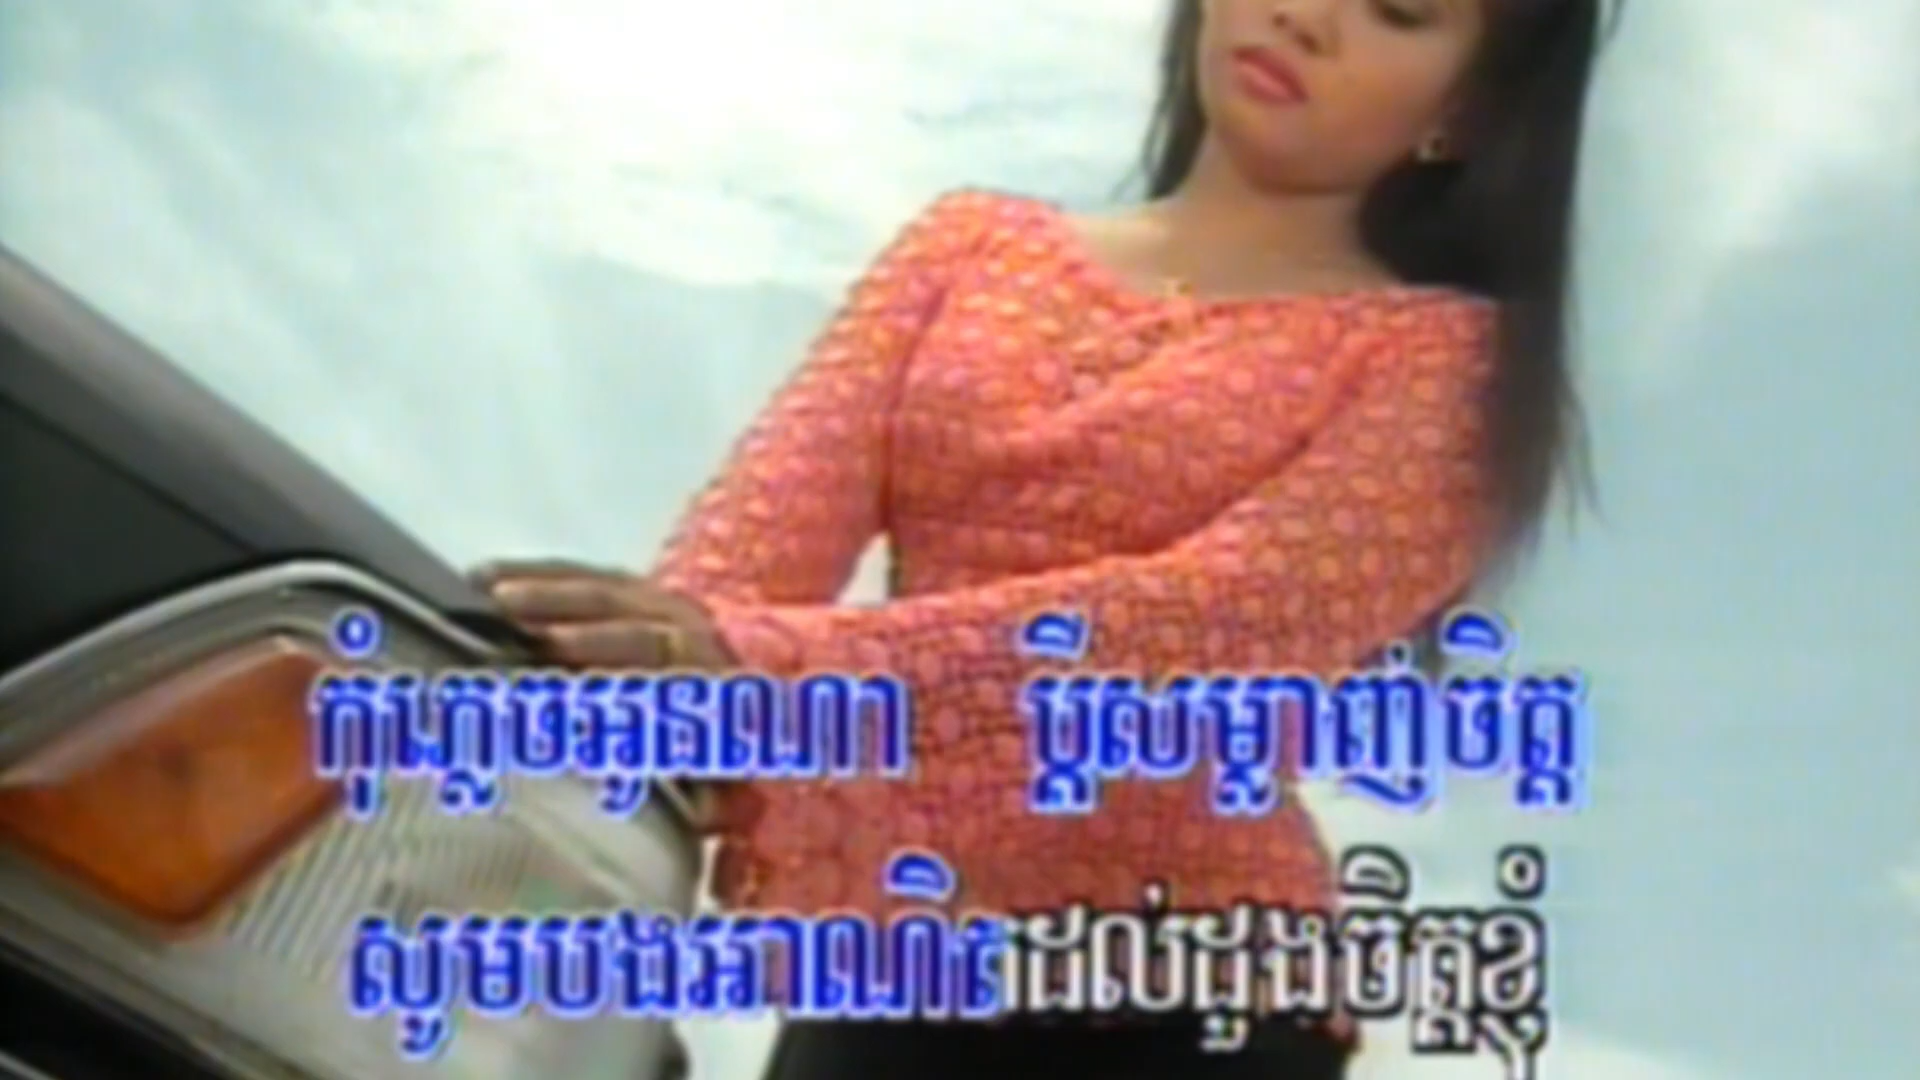 កុំភ្លេចអូនណា ប្ដីសម្លាញ់ចិត្ត
សូមបងអាណិតដល់ដួងចិត្តខ្ញុំ